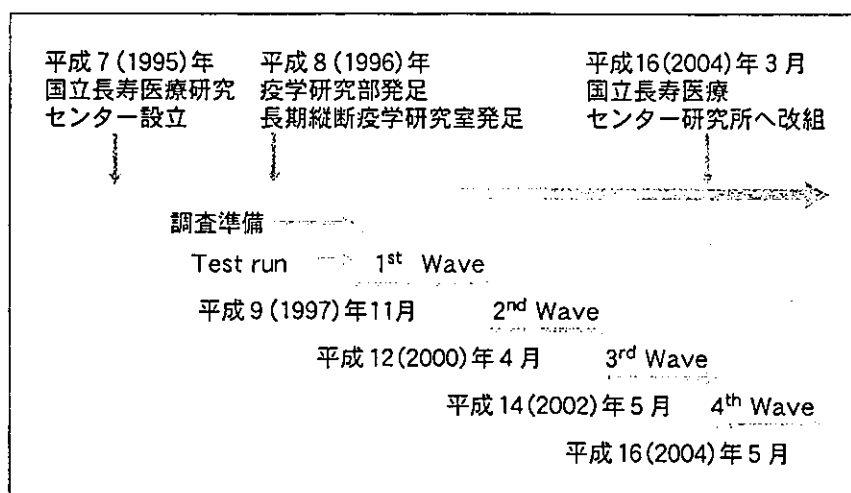 平成7(1995)年
国立長寿医療研究
センター設立
平成8(1996)年
疫学研究部発足
長期縦断疫学研究室発足
平成16(2004)年3月
国立長寿医療
センター研究所へ改組
調査準備
Test run
1st Wave
平成9(1997)年11月
2nd Wave
平成12(2000)年4月
3rd Wave
平成14(2002)年5月
4th Wave
平成16(2004)年5月